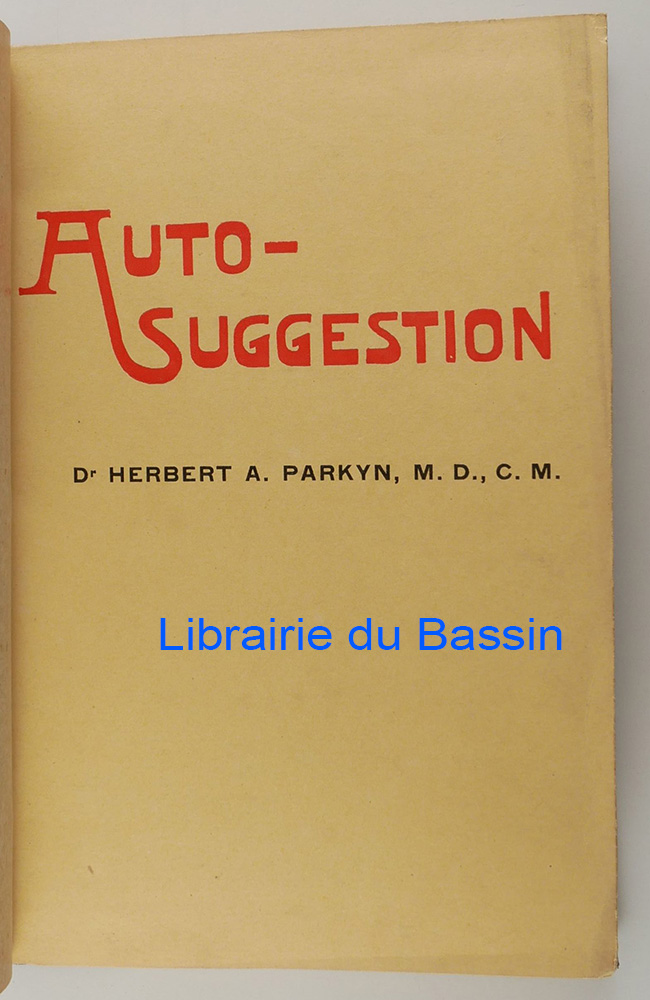 AUTO-
SUGGESTION
Dr HERBERT A. PARKYN, M. D., C. M.
Librairie du Bassin